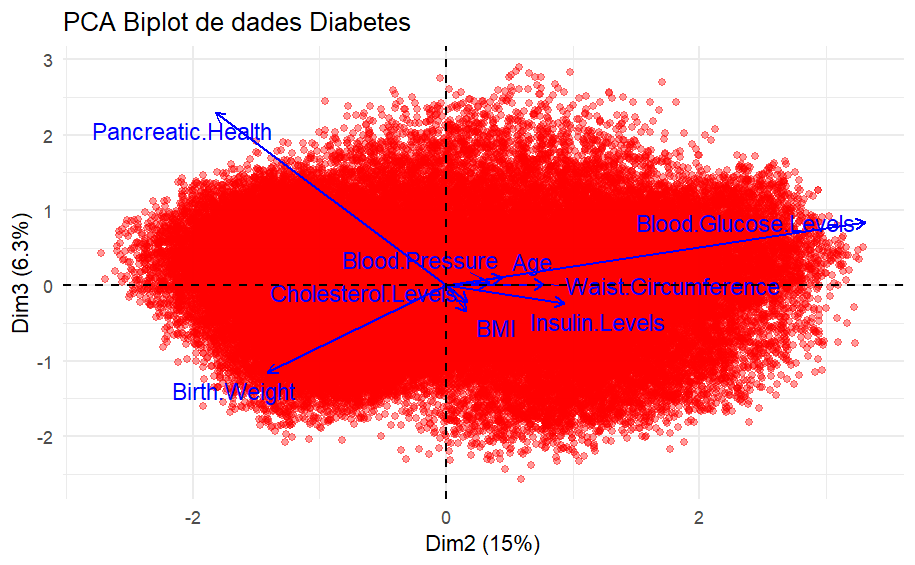 PCA Biplot de dades Diabetes
3
2
1
0
-1
-2
Dim3 (6.3%)
Pancreatic.Health
Blood.Glucose.Levels
Blood.Pressure
Age
Cholesterol.Levels
Waist.Circumference
BMI
Insulin.Levels
Birth.Weight
-2
0
2
Dim2 (15%)